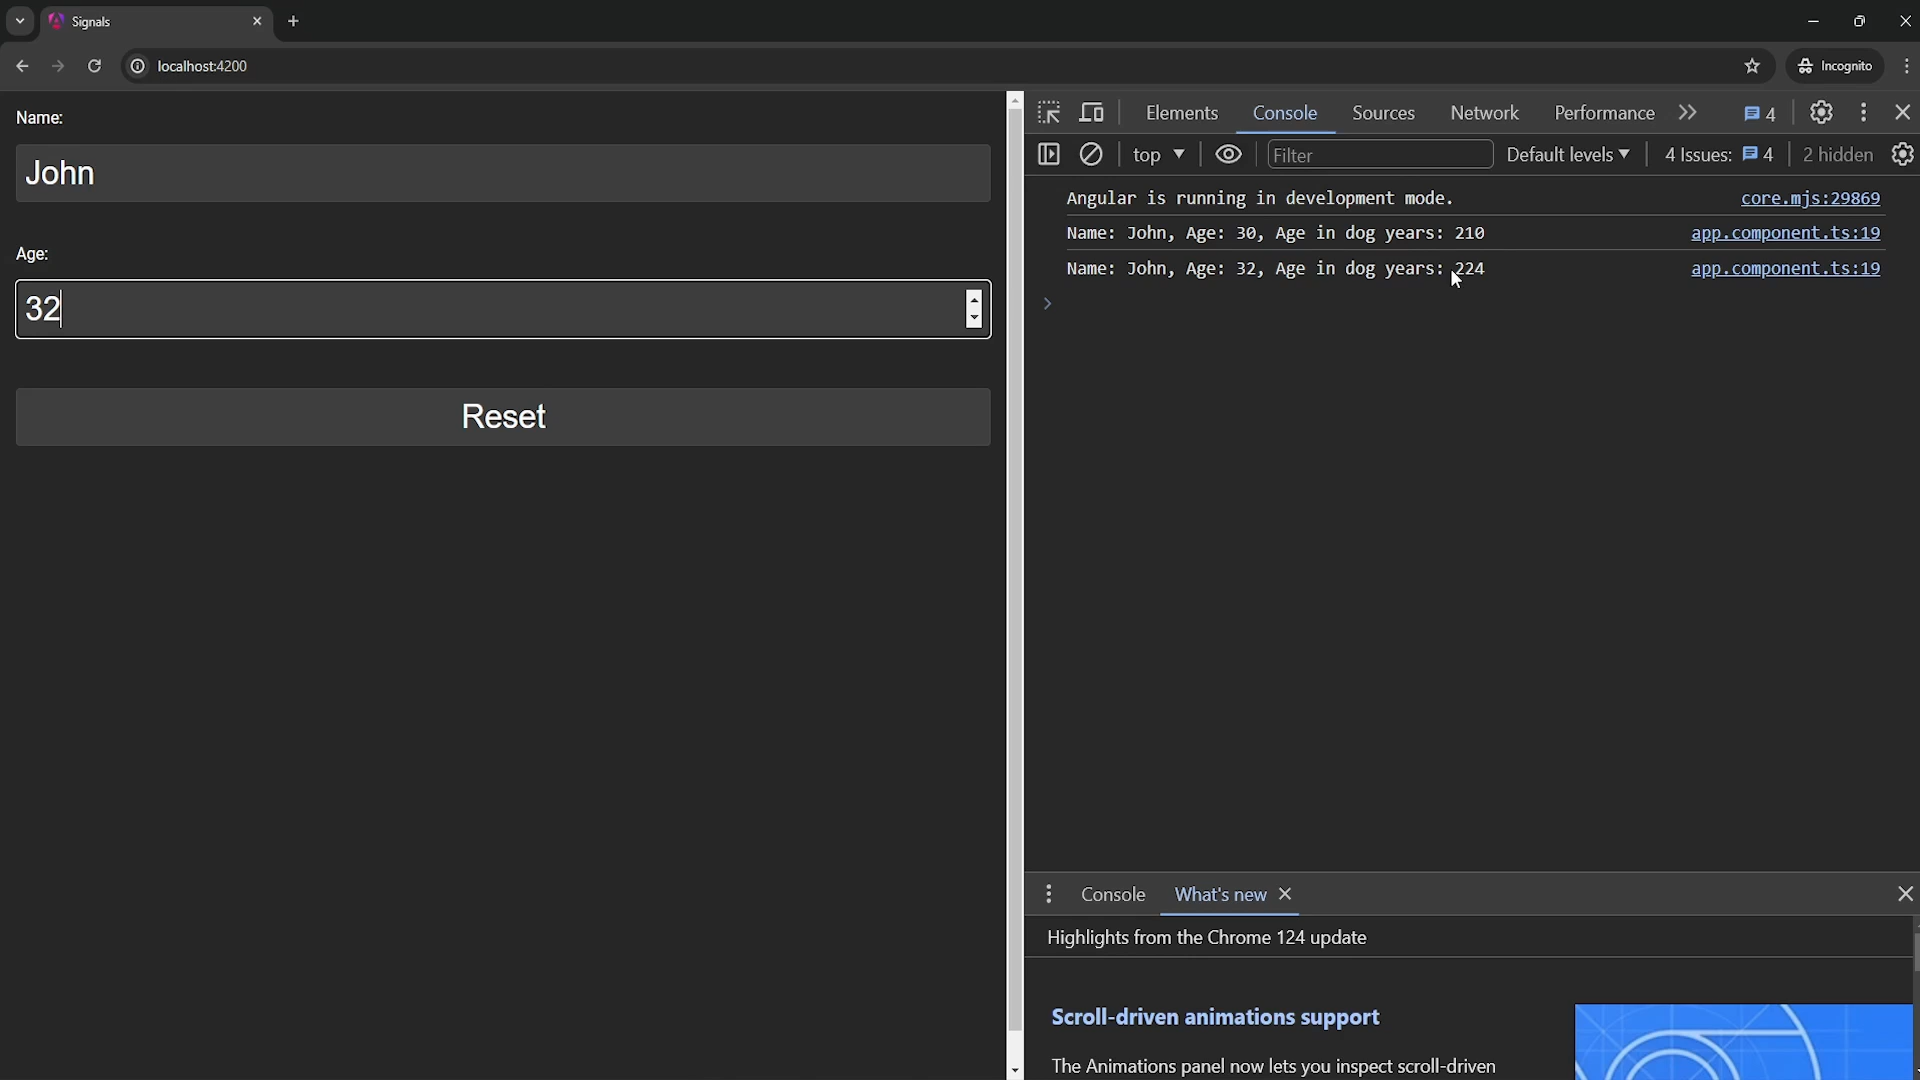 Signals
localhost:4200
Incognito
Name:
John
Age:
32
Reset
Elements Console Sources Network Performance 4
top Filter Default levels 4 Issues: 4 2 hidden
Angular is running in development mode. core.mjs:29869
Name: John, Age: 30, Age in dog years: 210 app.component.ts:19
Name: John, Age: 32, Age in dog years: 224 app.component.ts:19
Console What's new
Highlights from the Chrome 124 update
Scroll-driven animations support
The Animations panel now lets you inspect scroll-driven